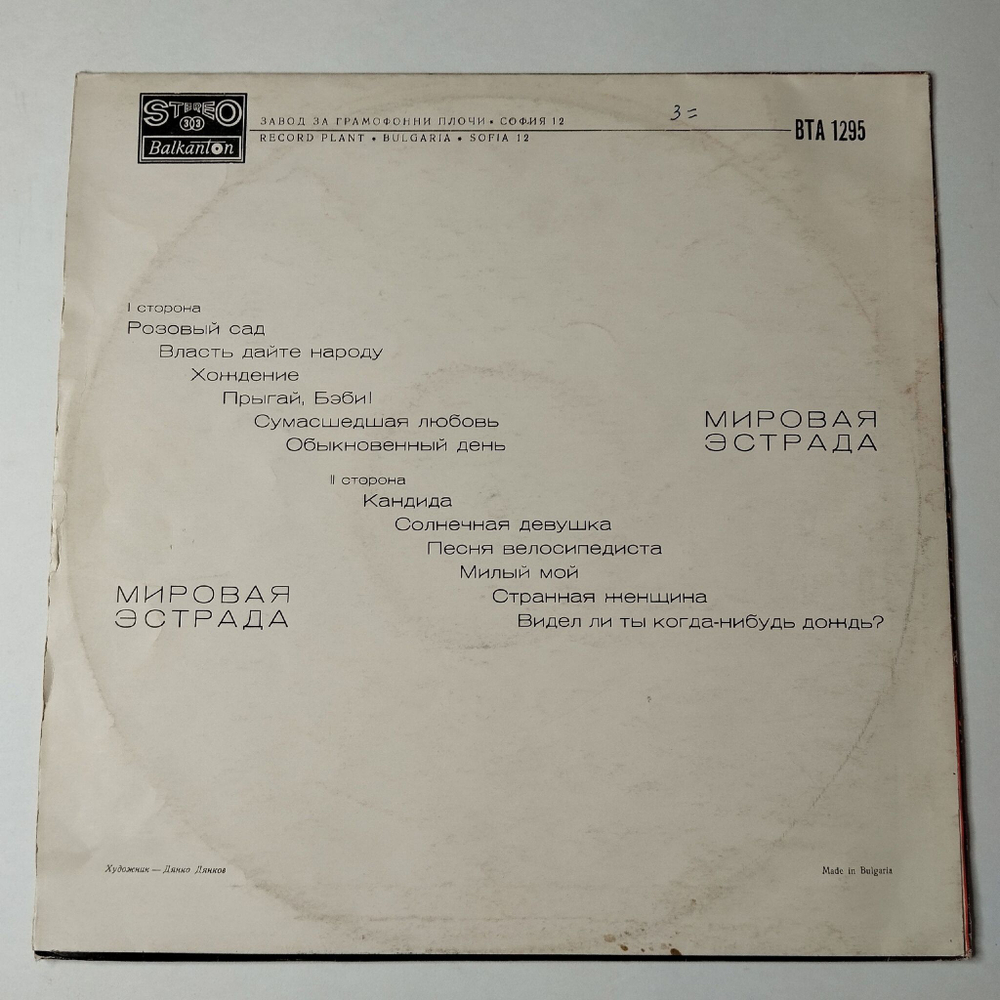 STEREO
303
Balkanton
ЗАВОД ЗА ГРАМОФОННИ ПЛОЧИ • СОФИЯ 12
RECORD PLANT • BULGARIA • SOFIA 12
3=
ВТА 1295
I сторона
Розовый сад
Власть дайте народу
Хождение
Прыгай, Бэби!
Сумасшедшая любовь
Обыкновенный день
МИРОВАЯ
ЭСТРАДА
II сторона
Кандида
Солнечная девушка
Песня велосипедиста
Милый мой
Странная женщина
Видел ли ты когда-нибудь дождь?
МИРОВАЯ
ЭСТРАДА
Художник — Дянко Дянков
Made in Bulgaria